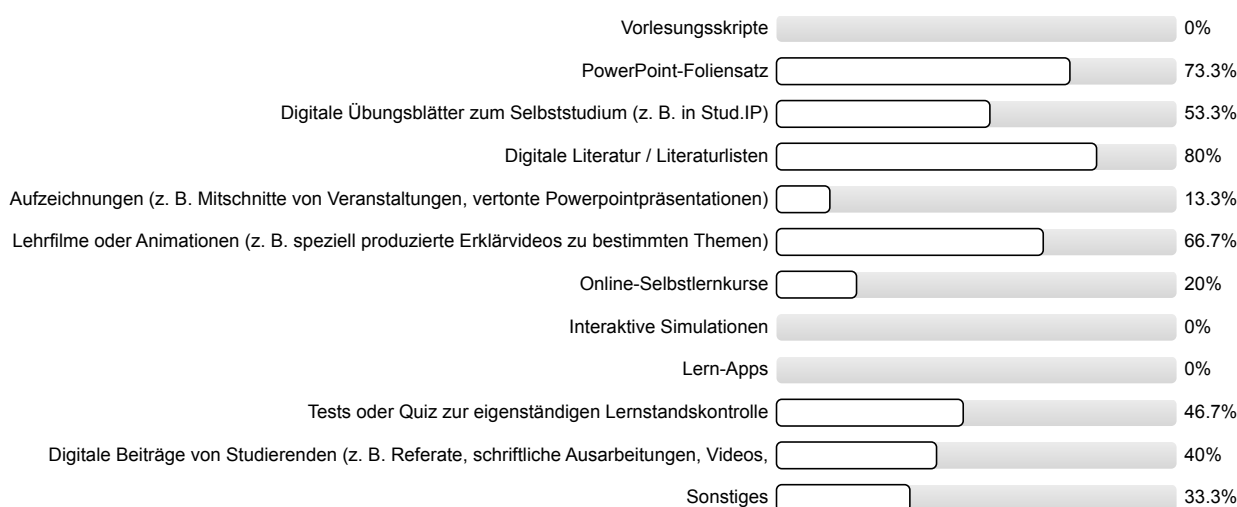 Vorlesungsskripte 0%
PowerPoint-Foliensatz 73.3%
Digitale Übungsblätter zum Selbststudium (z. B. in Stud.IP) 53.3%
Digitale Literatur / Literaturlisten 80%
Aufzeichnungen (z. B. Mitschnitte von Veranstaltungen, vertonte Powerpointpräsentationen) 13.3%
Lehrfilme oder Animationen (z. B. speziell produzierte Erklärvideos zu bestimmten Themen) 66.7%
Online-Selbstlernkurse 20%
Interaktive Simulationen 0%
Lern-Apps 0%
Tests oder Quiz zur eigenständigen Lernstandskontrolle 46.7%
Digitale Beiträge von Studierenden (z. B. Referate, schriftliche Ausarbeitungen, Videos, 40%
Sonstiges 33.3%